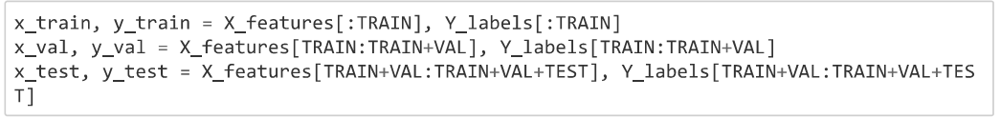 x_train, y_train = X_features[:TRAIN], Y_labels[:TRAIN]
x_val, y_val = X_features[TRAIN:TRAIN+VAL], Y_labels[TRAIN:TRAIN+VAL]
x_test, y_test = X_features[TRAIN+VAL:TRAIN+VAL+TEST], Y_labels[TRAIN+VAL:TRAIN+VAL+TES
T]